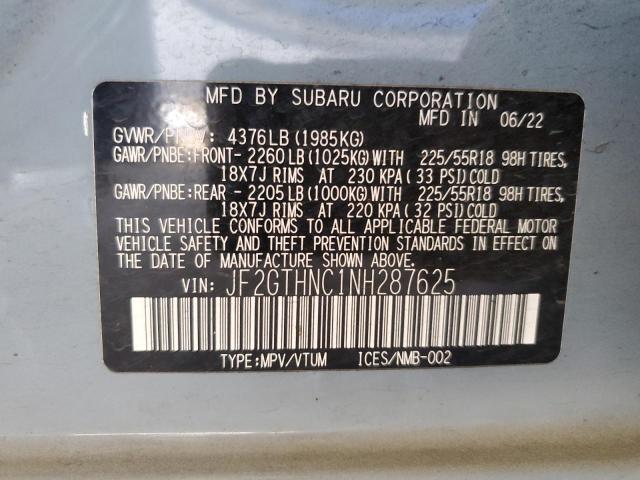 MFD BY SUBARU CORPORATION
MFD IN 06/22
GVWR/PNBV: 4376LB (1985KG)
GAWR/PNBE:FRONT- 2260 LB (1025KG)WITH 225/55R18 98H TIRES,
18X7J RIMS AT 230 KPA (33 PSI)COLD
GAWR/PNBE:REAR - 2205 LB (1000KG)WITH 225/55R18 98H TIRES,
18X7J RIMS AT 220 KPA (32 PSI)COLD
THIS VEHICLE CONFORMS TO ALL APPLICABLE FEDERAL MOTOR
VEHICLE SAFETY AND THEFT PREVENTION STANDARDS IN EFFECT ON
THE DATE OF MANUFACTURE SHOWN ABOVE.
VIN: JF2GTHNC1NH287625
TYPE:MPV/VTUM ICES/NMB-002